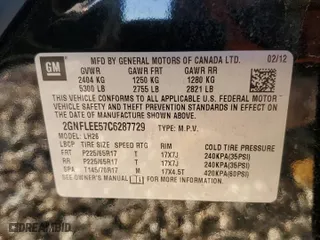 GM
MFD BY GENERAL MOTORS OF CANADA LTD. 02/12
GVWR GAWR FRT GAWR RR
2404 KG 1250 KG 1280 KG
5300 LB 2755 LB 2821 LB
THIS VEHICLE CONFORMS TO ALL APPLICABLE U.S. FEDERAL
MOTOR VEHICLE SAFETY AND THEFT PREVENTION STANDARDS IN
EFFECT ON THE DATE OF MANUFACTURE SHOWN ABOVE.
2GNFLEE57C6287729 TYPE: M.P.V.
LBCP LH26
TIRE SIZE SPEED RTG RIM COLD TIRE PRESSURE
FRT P225/65R17 T 17X7J 240KPA(35PSI)
RR P225/65R17 T 17X7J 240KPA(35PSI)
SPA T145/70R17 M 17X4.5T 420KPA(60PSI)
SEE OWNER'S MANUAL FOR MORE INFORMATION.
DREAMBID